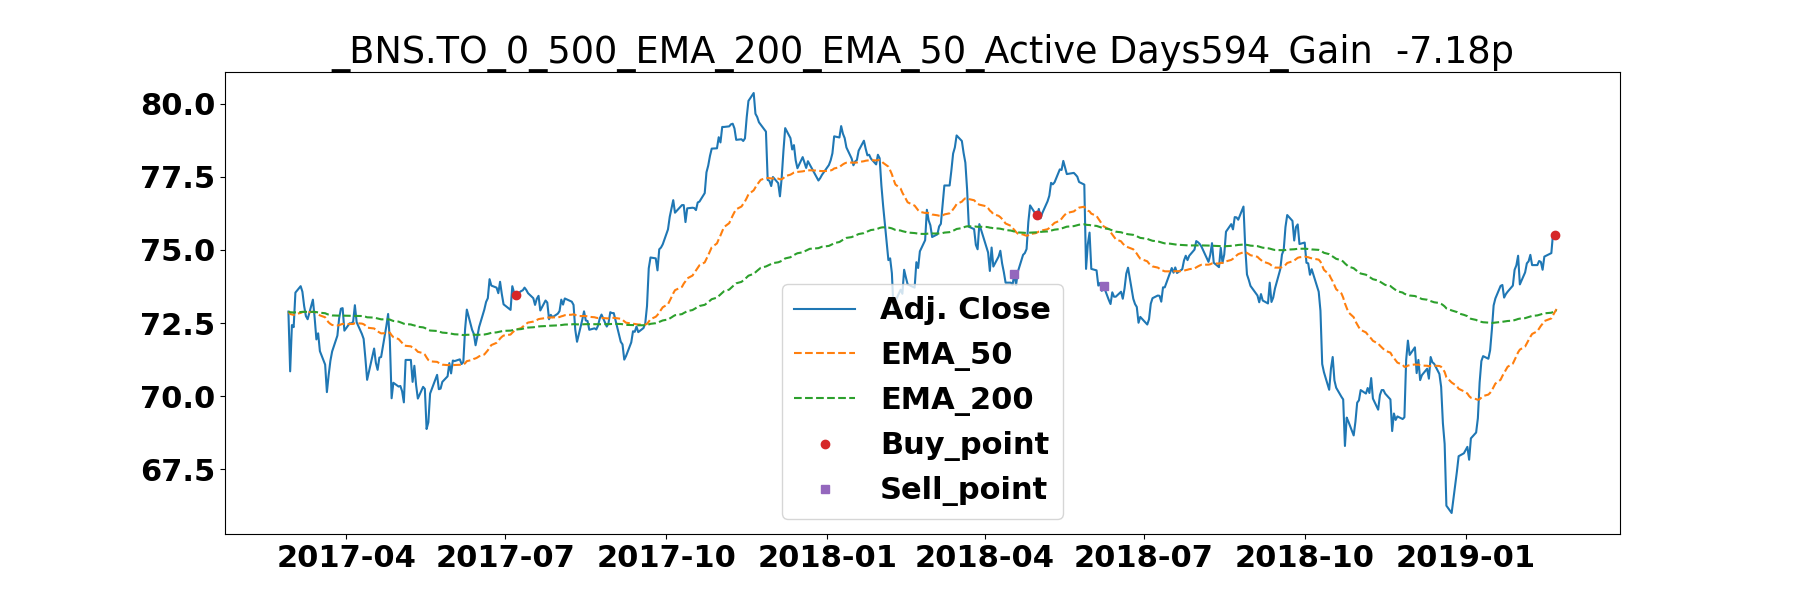 _BNS.TO_0_500_EMA_200_EMA_50_Active Days594_Gain  -7.18p
80.0
77.5
75.0
72.5
70.0
67.5
Adj. Close
EMA_50
EMA_200
Buy_point
Sell_point
2017-04 2017-07 2017-10 2018-01 2018-04 2018-07 2018-10 2019-01